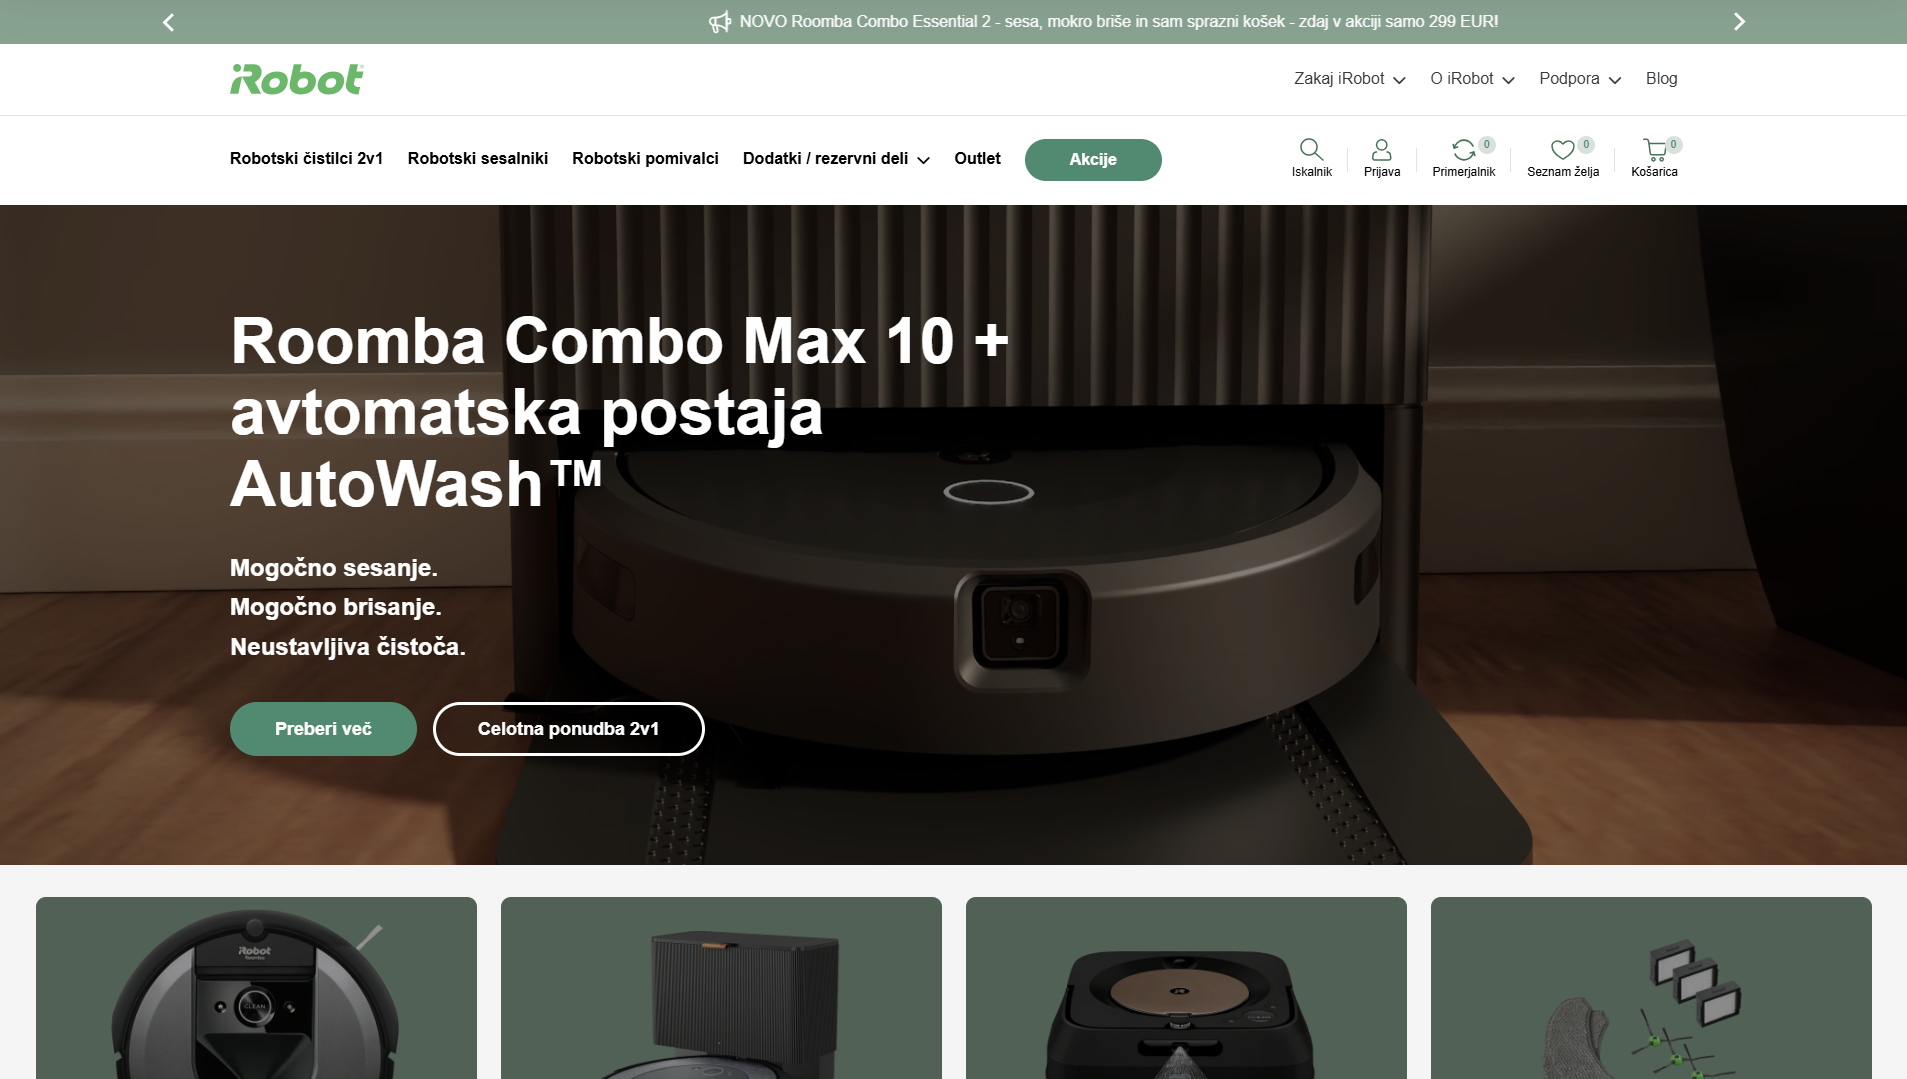 NOVO Roomba Combo Essential 2 - sesa, mokro briše in sam sprazni košek - zdaj v akciji samo 299 EUR!
iRobot
Zakaj iRobot
O iRobot
Podpora
Blog
Robotski čistilci 2v1
Robotski sesalniki
Robotski pomivalci
Dodatki / rezervni deli
Outlet
Akcije
Iskalnik
Prijava
0
Primerjalnik
0
Seznam želja
0
Košarica
Roomba Combo Max 10 +
avtomatska postaja
AutoWash™
Mogočno sesanje.
Mogočno brisanje.
Neustavljiva čistoča.
Preberi več
Celotna ponudba 2v1
iRobot
Roomba
CLEAN